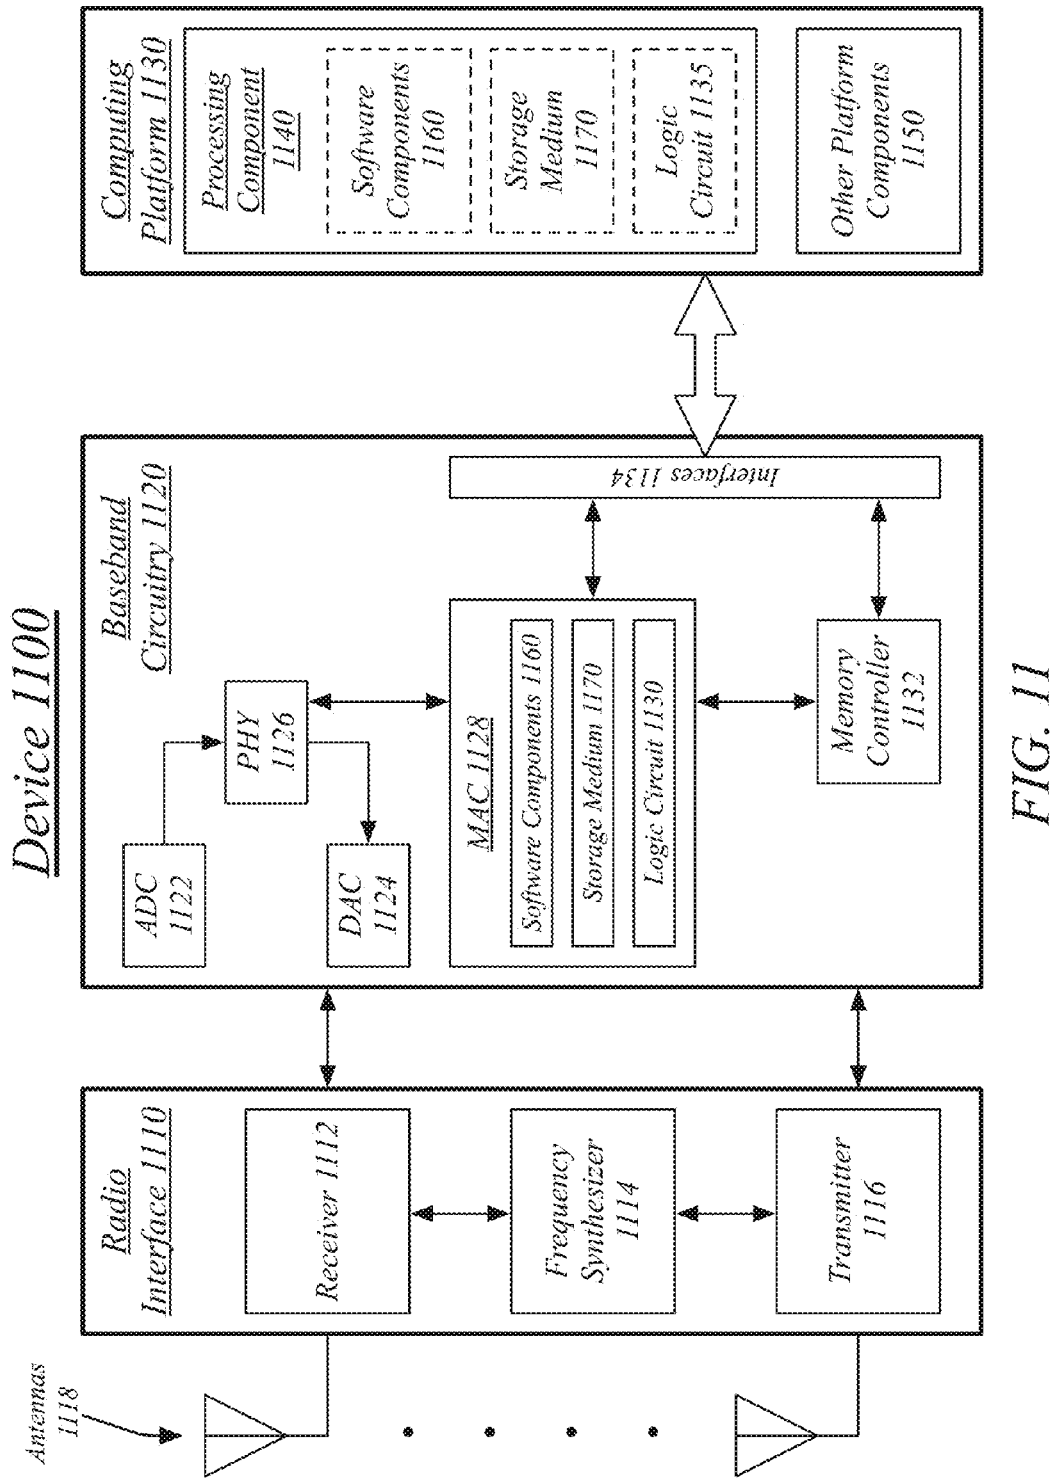 Device 1100
Antennas
1118
Radio
Interface 1110
Receiver 1112
Frequency
Synthesizer
1114
Transmitter
1116
Baseband
Circuitry 1120
ADC
1122
PHY
1126
DAC
1124
MAC 1128
Software Components 1160
Storage Medium 1170
Logic Circuit 1130
Memory
Controller
1132
Interfaces 1134
Computing
Platform 1130
Processing
Component
1140
Software
Components
1160
Storage
Medium
1170
Logic
Circuit 1135
Other Platform
Components
1150
FIG. 11